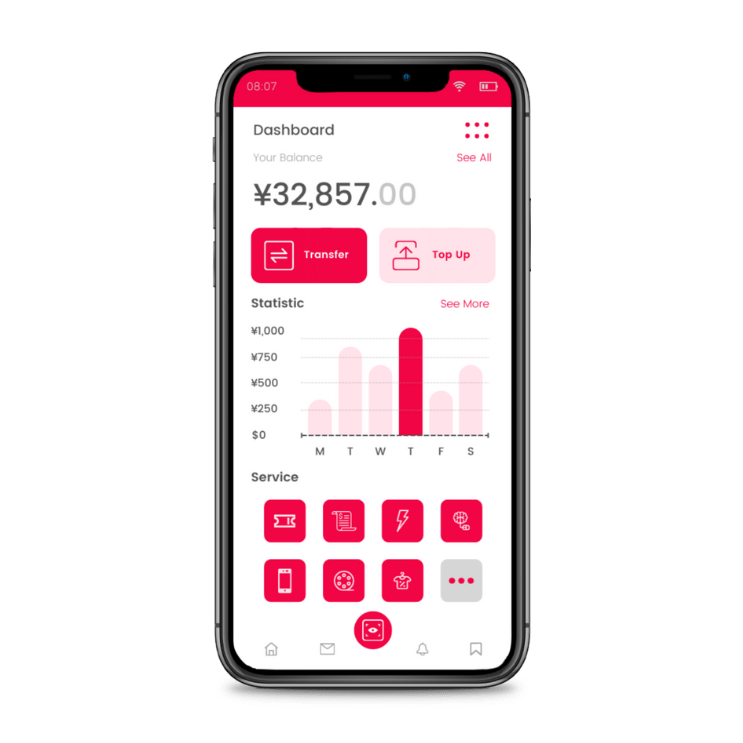 08:07
Dashboard
Your Balance See All
¥32,857.00
Transfer Top Up
Statistic See More
¥1,000
¥750
¥500
¥250
$0
M T W T F S
Service